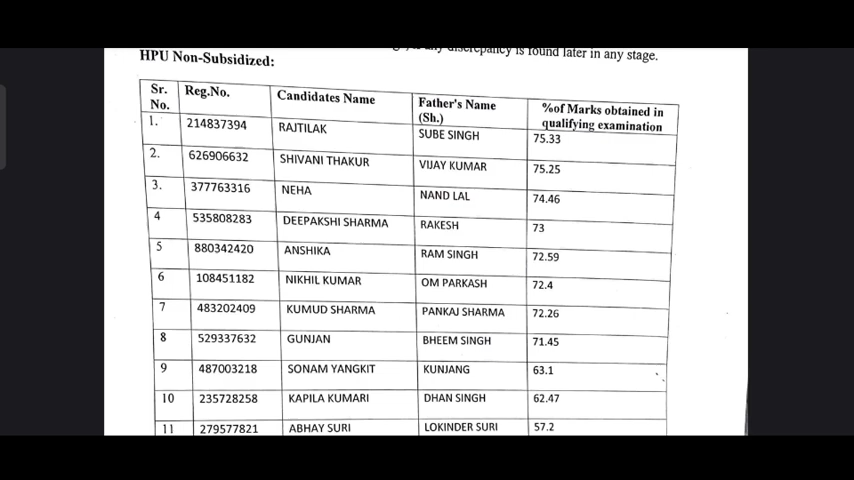 any discrepancy is found later in any stage.
HPU Non-Subsidized:
Sr. No. Reg.No. Candidates Name Father's Name (Sh.) %of Marks obtained in qualifying examination
1. 214837394 RAJTILAK SUBE SINGH 75.33
2. 626906632 SHIVANI THAKUR VIJAY KUMAR 75.25
3. 377763316 NEHA NAND LAL 74.46
4 535808283 DEEPAKSHI SHARMA RAKESH 73
5 880342420 ANSHIKA RAM SINGH 72.59
6 108451182 NIKHIL KUMAR OM PARKASH 72.4
7 483202409 KUMUD SHARMA PANKAJ SHARMA 72.26
8 529337632 GUNJAN BHEEM SINGH 71.45
9 487003218 SONAM YANGKIT KUNJANG 63.1
10 235728258 KAPILA KUMARI DHAN SINGH 62.47
11 279577821 ABHAY SURI LOKINDER SURI 57.2